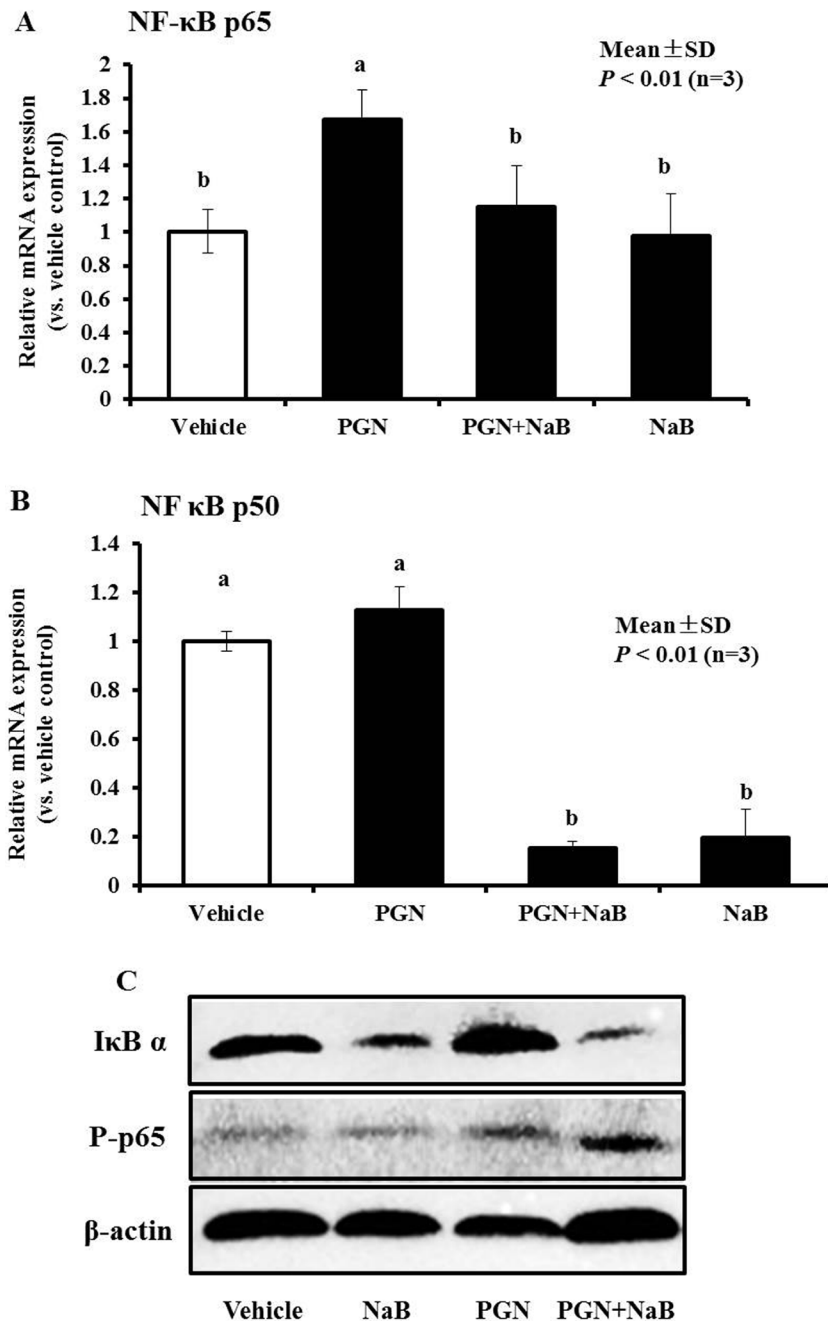 A
NF-κB p65
Mean±SD
P < 0.01 (n=3)
Relative mRNA expression
(vs. vehicle control)
2
1.8
1.6
1.4
1.2
1
0.8
0.6
0.4
0.2
0
b
a
b
b
Vehicle
PGN
PGN+NaB
NaB
B
NF κB p50
Mean±SD
P < 0.01 (n=3)
Relative mRNA expression
(vs. vehicle control)
1.4
1.2
1
0.8
0.6
0.4
0.2
0
a
a
b
b
Vehicle
PGN
PGN+NaB
NaB
C
IκB α
P-p65
β-actin
Vehicle
NaB
PGN
PGN+NaB